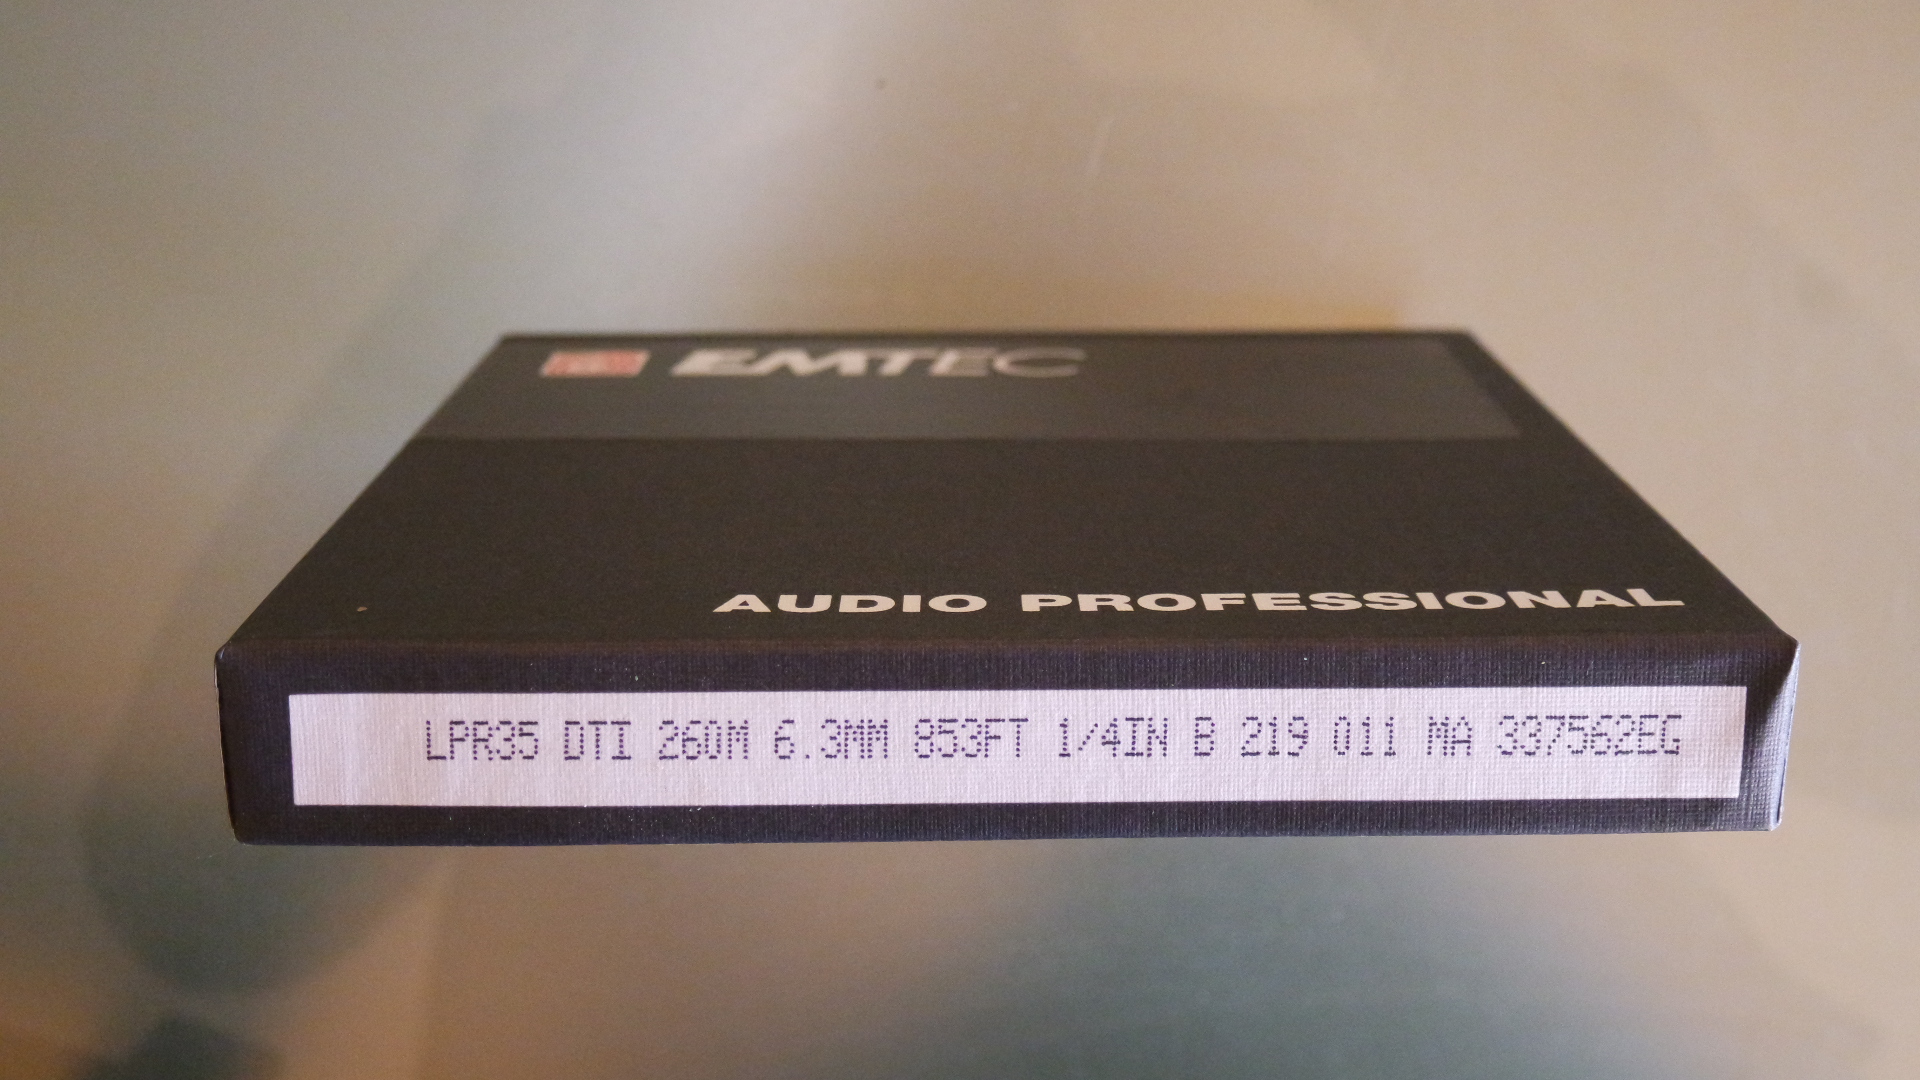 EMTEC
AUDIO PROFESSIONAL
LPR35 DTI 260M 6.3MM 853FT 1/4IN B 219 011 MA 337562EG